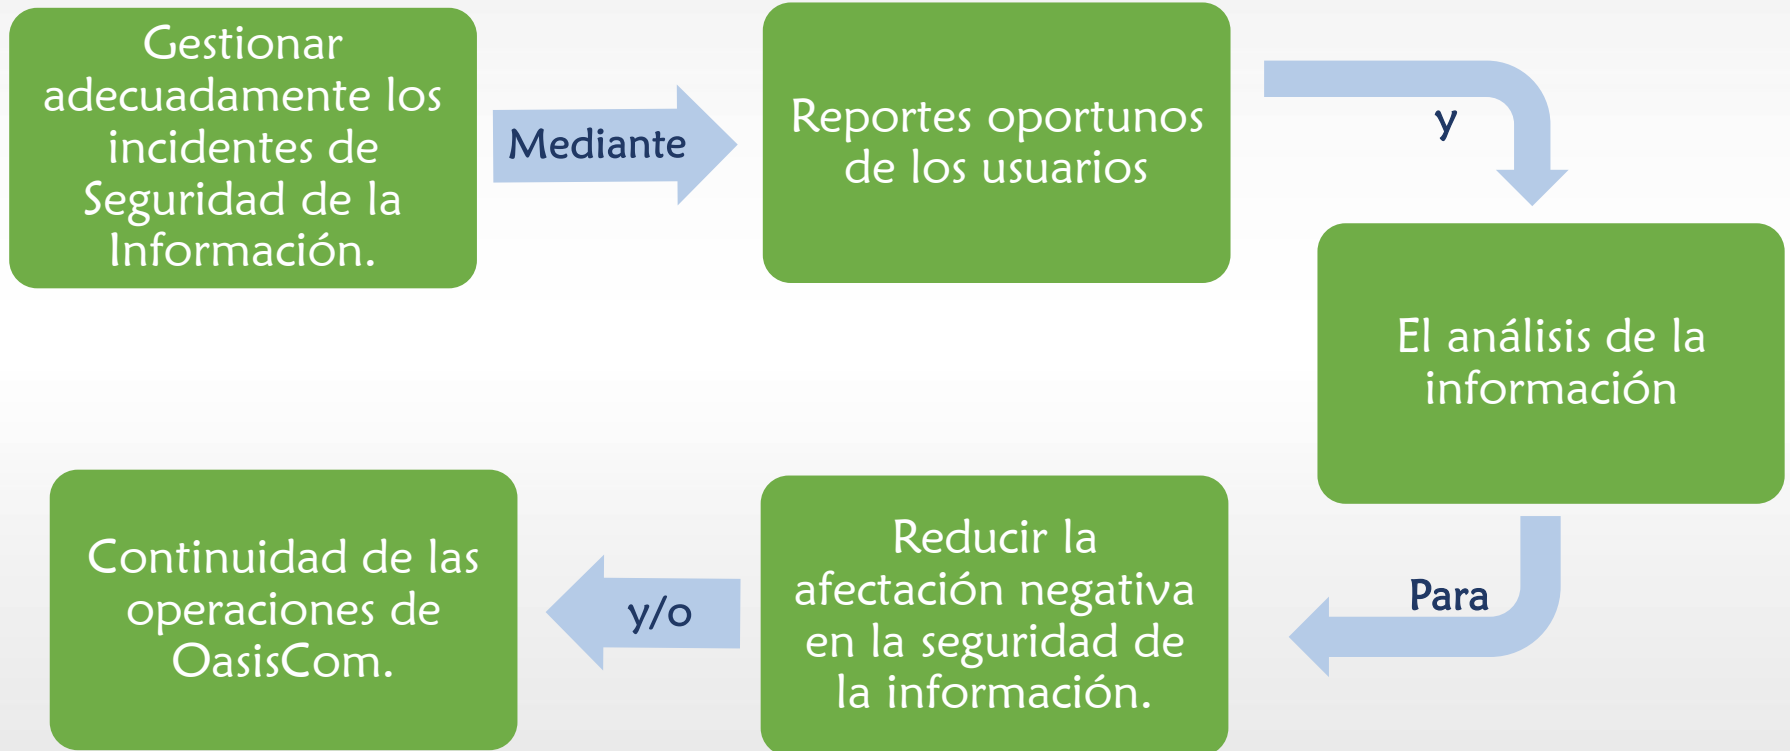 Gestionar
adecuadamente los
incidentes de
Seguridad de la
Información.
Mediante
Reportes oportunos
de los usuarios
y
El análisis de la
información
Para
Reducir la
afectación negativa
en la seguridad de
la información.
y/o
Continuidad de las
operaciones de
OasisCom.